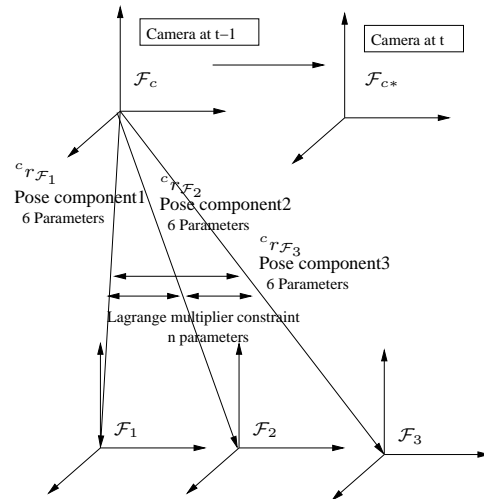 Camera at t−1
Camera at t
𝓕c
𝓕c*
ᶜr𝓕₁
Pose component1
6 Parameters
ᶜr𝓕₂
Pose component2
6 Parameters
ᶜr𝓕₃
Pose component3
6 Parameters
Lagrange multiplier constraint
n parameters
𝓕₁
𝓕₂
𝓕₃